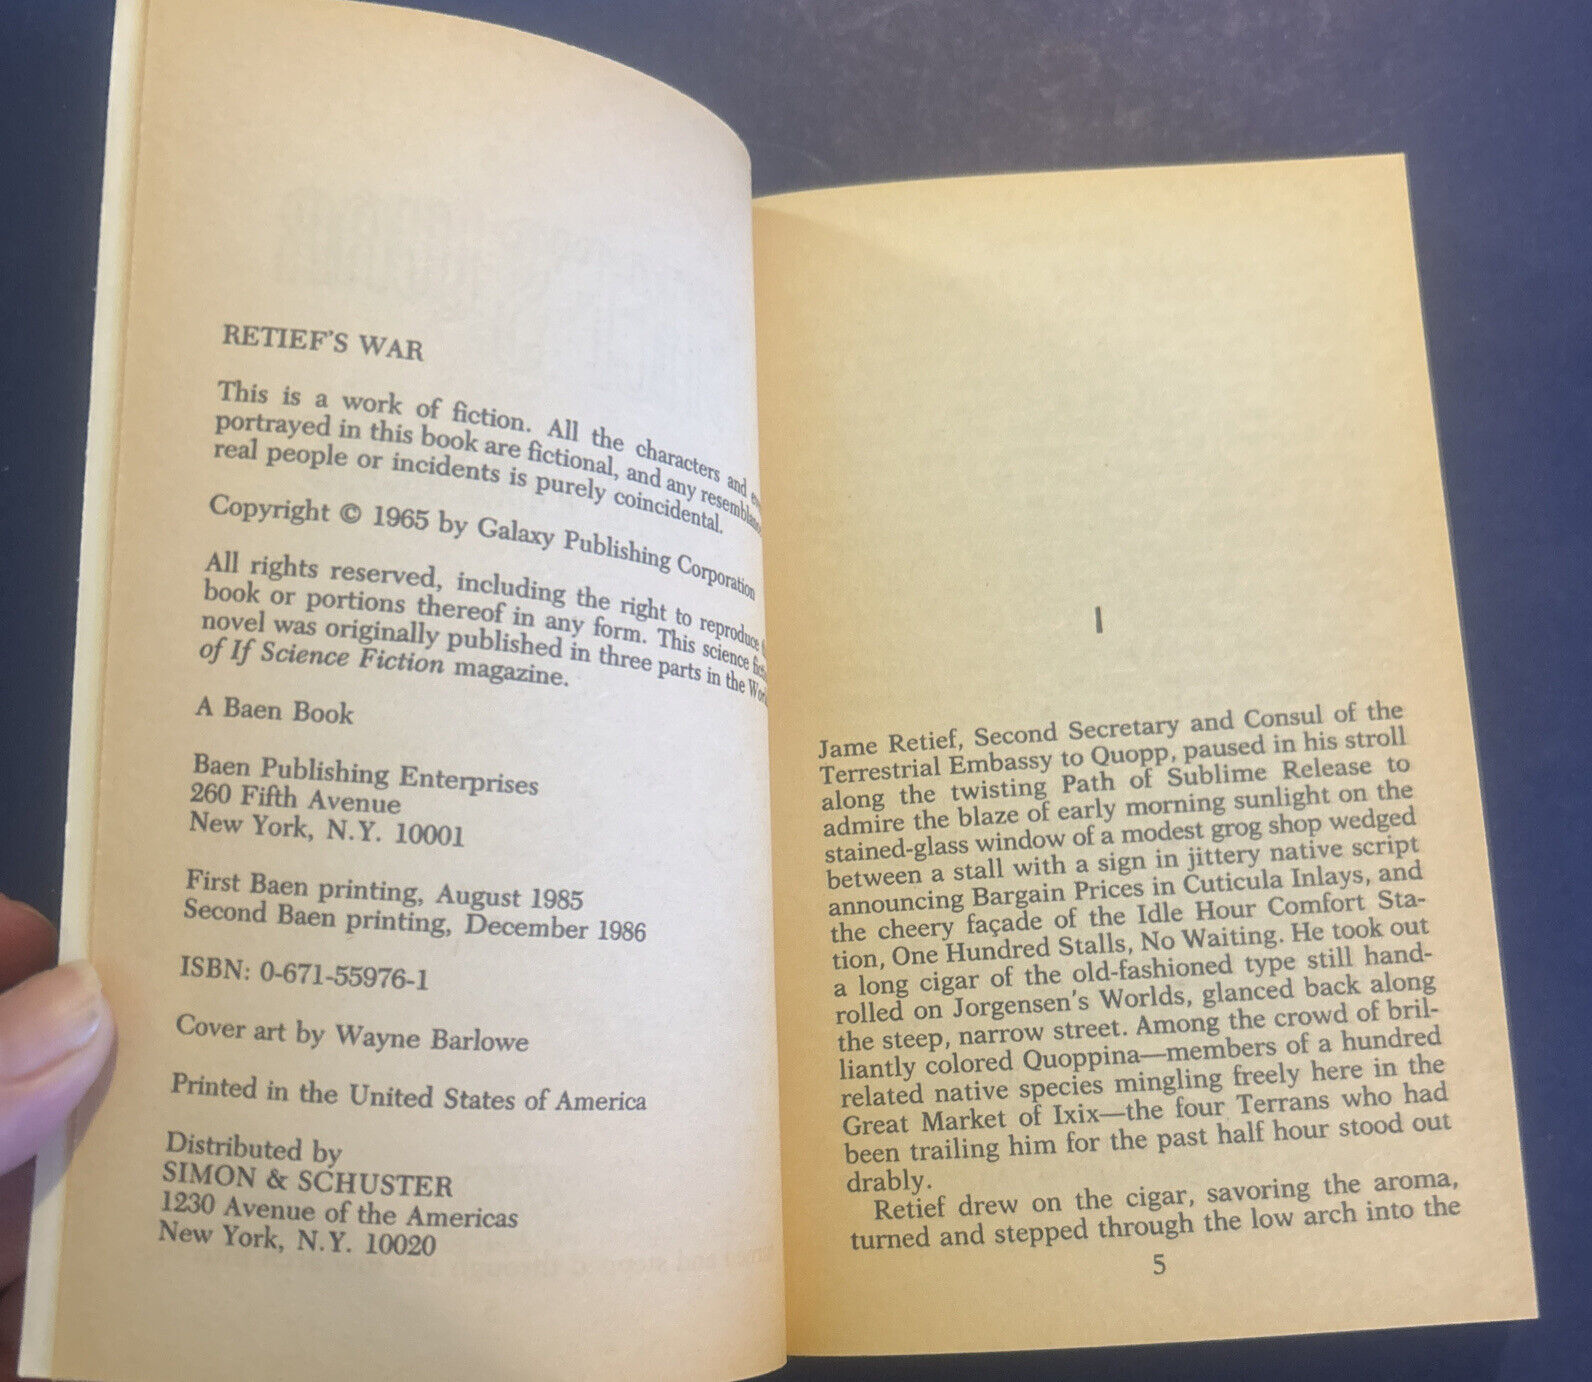 RETIEF'S WAR
This is a work of fiction. All the characters and
portrayed in this book are fictional, and any
real people or incidents is purely coincidental.
Copyright © 1965 by Galaxy Publishing Corporation
All rights reserved, including the right to reproduce
book or portions thereof in any form. This science
novel was originally published in three parts in the
of If Science Fiction magazine.
A Baen Book
Baen Publishing Enterprises
260 Fifth Avenue
New York, N.Y. 10001
First Baen printing, August 1985
Second Baen printing, December 1986
ISBN: 0-671-55976-1
Cover art by Wayne Barlowe
Printed in the United States of America
Distributed by
SIMON & SCHUSTER
1230 Avenue of the Americas
New York, N.Y. 10020
I
Jame Retief, Second Secretary and Consul of the
Terrestrial Embassy to Quopp, paused in his stroll
along the twisting Path of Sublime Release to
admire the blaze of early morning sunlight on the
stained-glass window of a modest grog shop wedged
between a stall with a sign in jittery native script
announcing Bargain Prices in Cuticula Inlays, and
the cheery façade of the Idle Hour Comfort Sta-
tion, One Hundred Stalls, No Waiting. He took out
a long cigar of the old-fashioned type still hand-
rolled on Jorgensen's Worlds, glanced back along
the steep, narrow street. Among the crowd of bril-
liantly colored Quoppina—members of a hundred
related native species mingling freely here in the
Great Market of Ixix—the four Terrans who had
been trailing him for the past half hour stood out
drably.
Retief drew on the cigar, savoring the aroma,
turned and stepped through the low arch into the
5